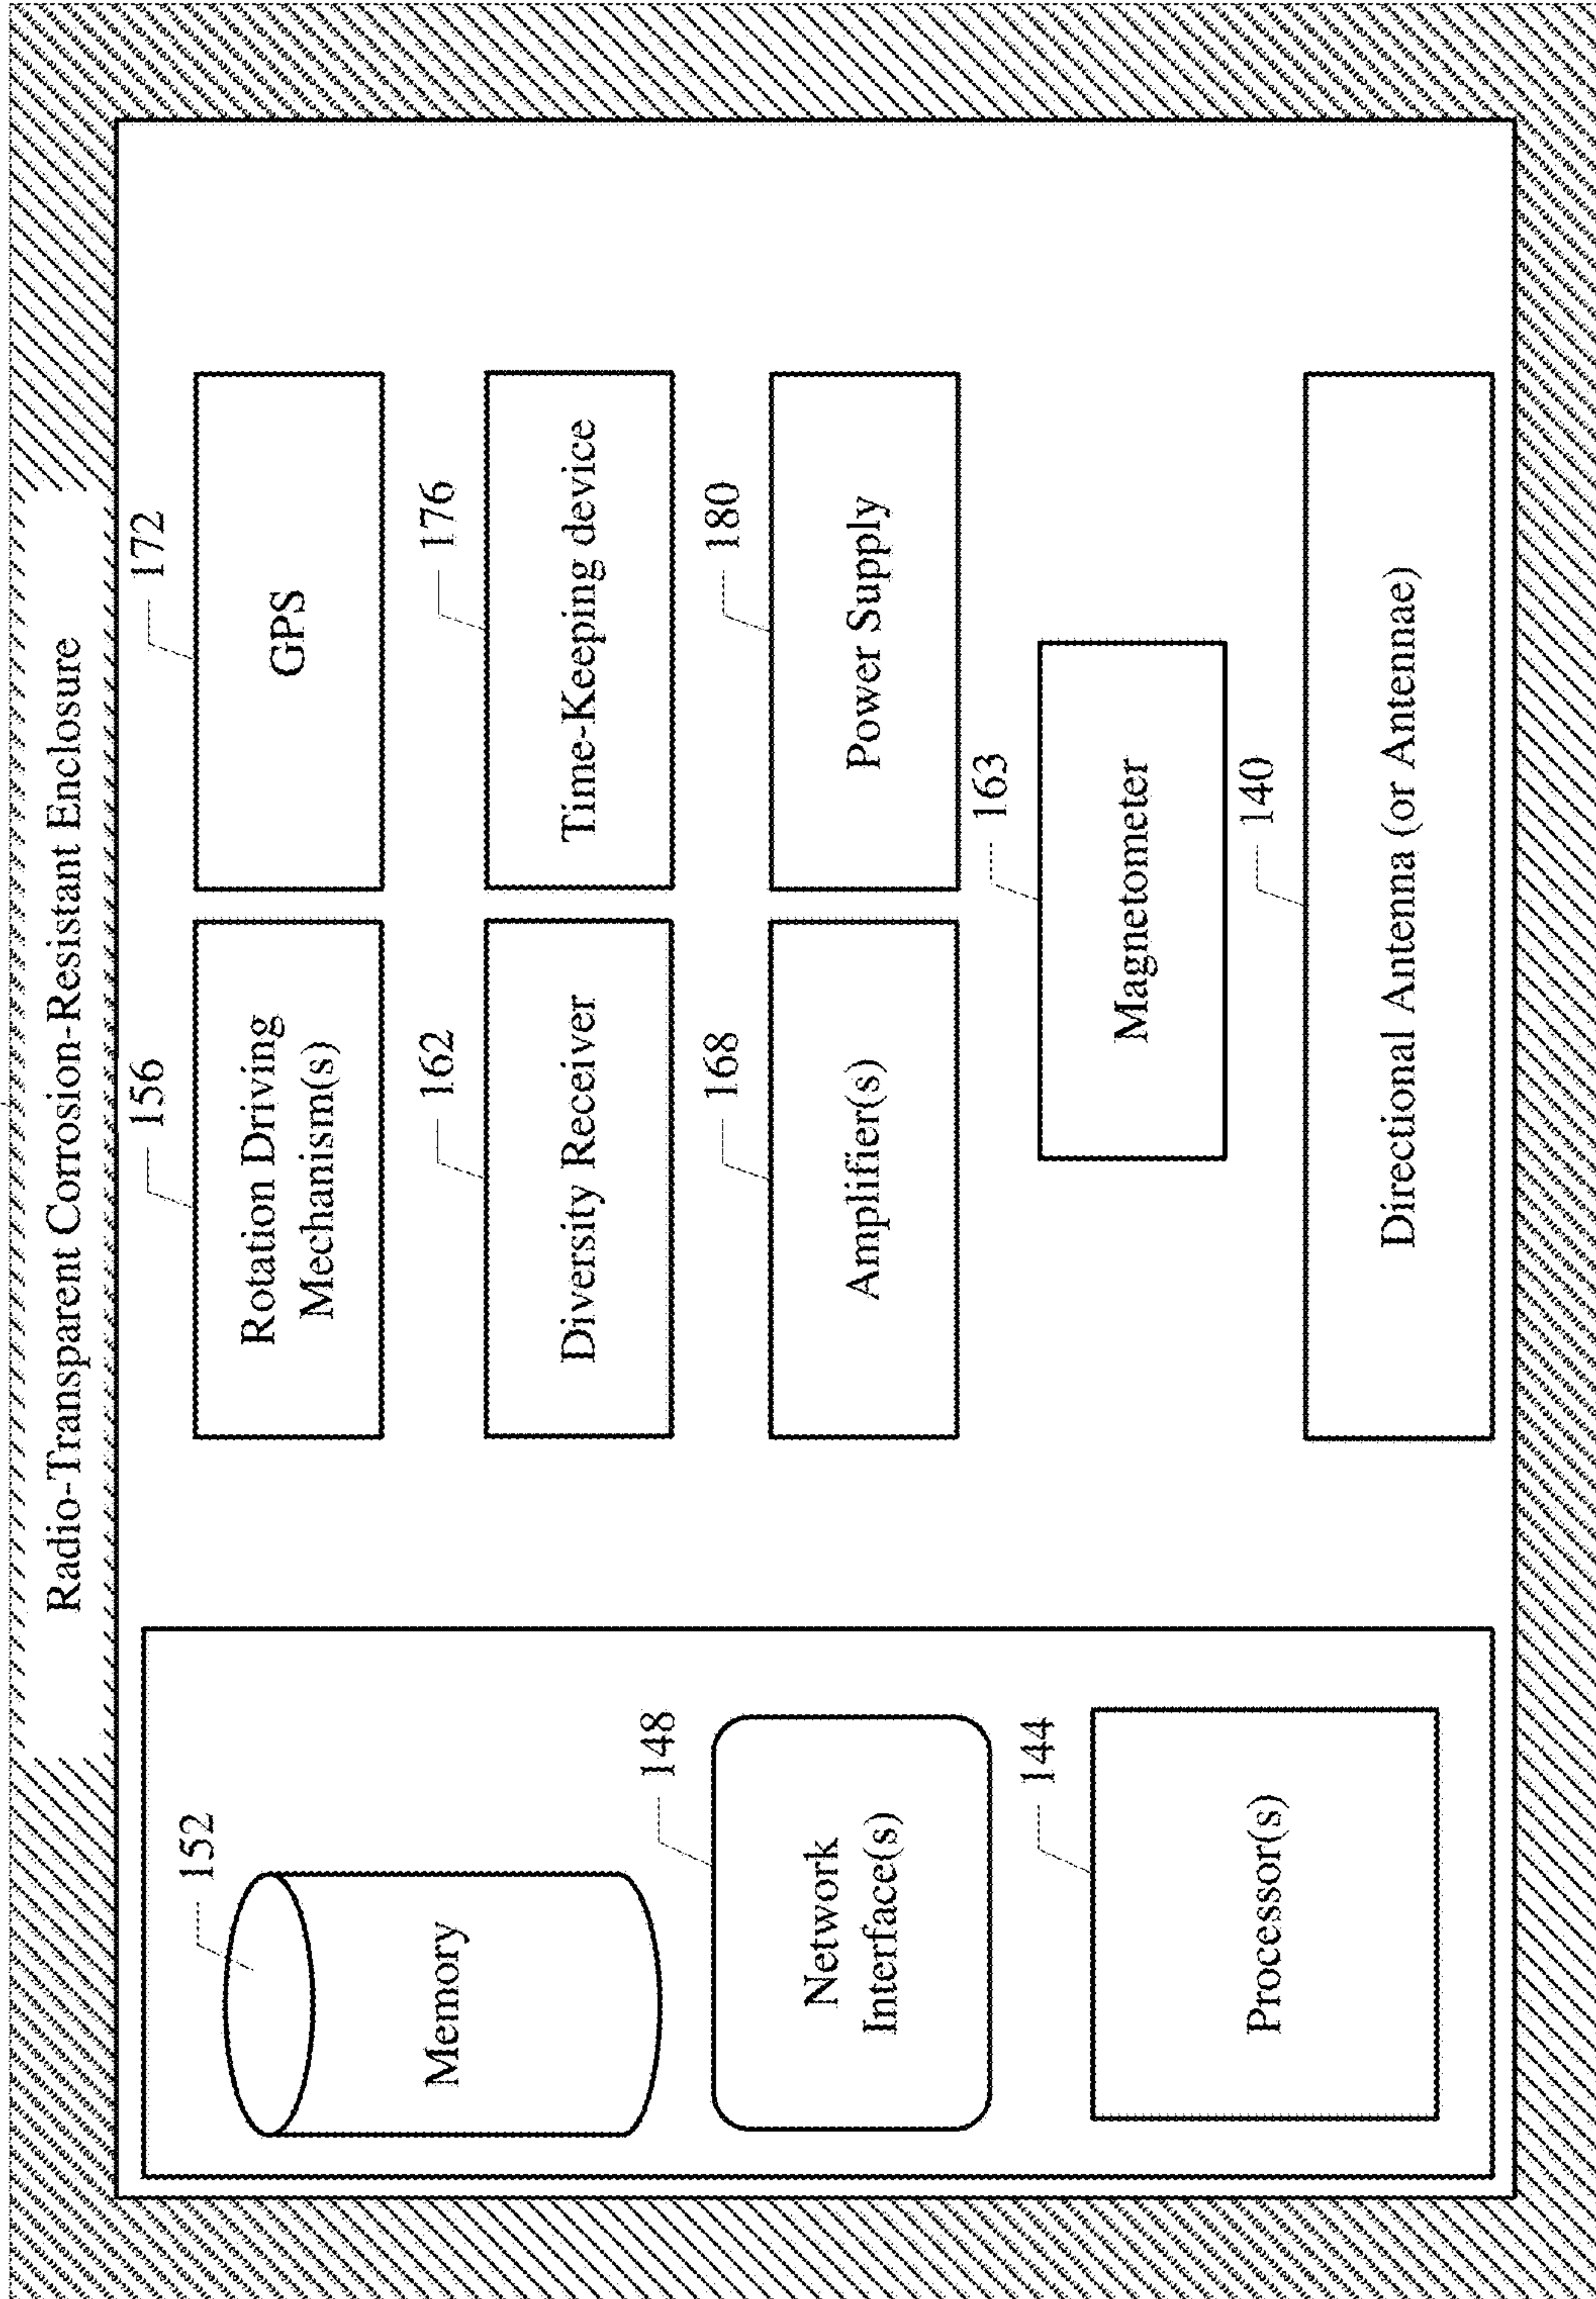 Radio-Transparent Corrosion-Resistant Enclosure
152
Memory
148
Network
Interface(s)
144
Processor(s)
156
Rotation Driving
Mechanism(s)
172
GPS
162
Diversity Receiver
176
Time-Keeping device
168
Amplifier(s)
180
Power Supply
163
Magnetometer
140
Directional Antenna (or Antennae)